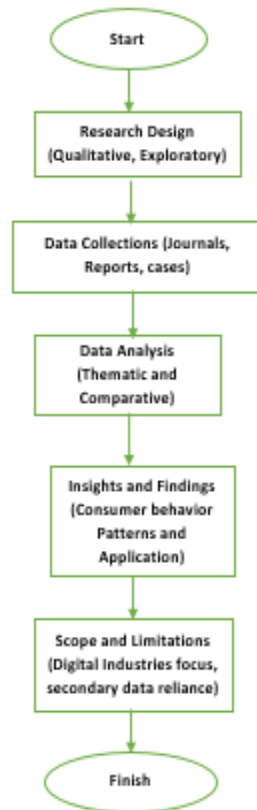 Start
Research Design
(Qualitative, Exploratory)
Data Collections (Journals,
Reports, cases)
Data Analysis
(Thematic and
Comparative)
Insights and Findings
(Consumer behavior
Patterns and
Application)
Scope and Limitations
(Digital Industries focus,
secondary data reliance)
Finish